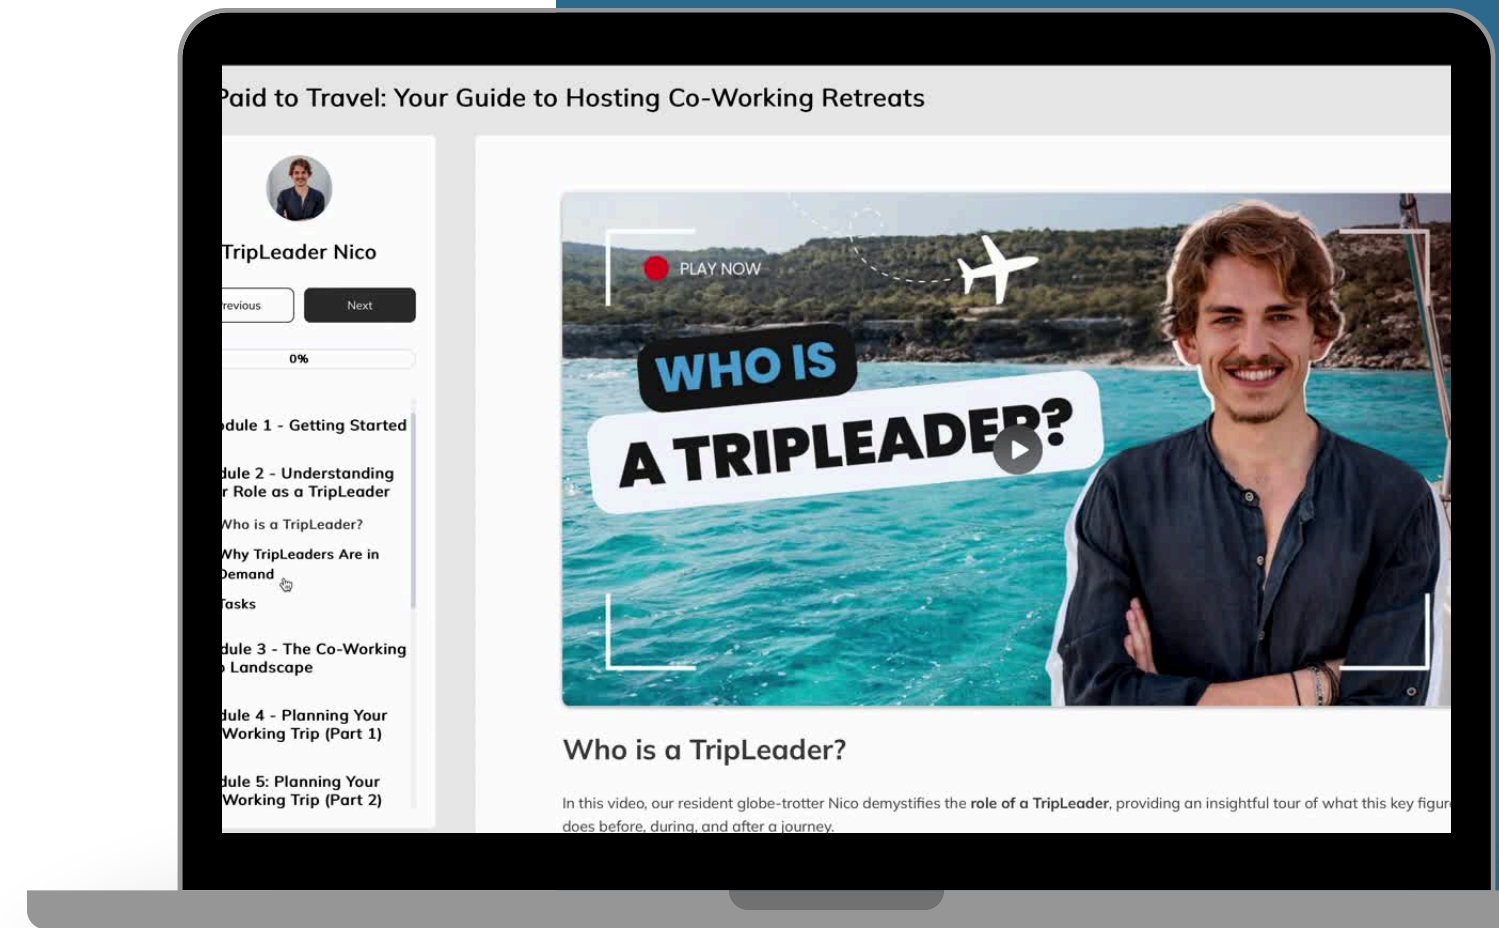 Paid to Travel: Your Guide to Hosting Co-Working Retreats
TripLeader Nico
revious
Next
0%
dule 1 - Getting Started
dule 2 - Understanding
r Role as a TripLeader
Who is a TripLeader?
Why TripLeaders Are in
Demand
Tasks
dule 3 - The Co-Working
Landscape
dule 4 - Planning Your
Working Trip (Part 1)
dule 5: Planning Your
Working Trip (Part 2)
PLAY NOW
WHO IS
A TRIPLEADER?
Who is a TripLeader?
In this video, our resident globe-trotter Nico demystifies the role of a TripLeader, providing an insightful tour of what this key figur
does before, during, and after a journey.